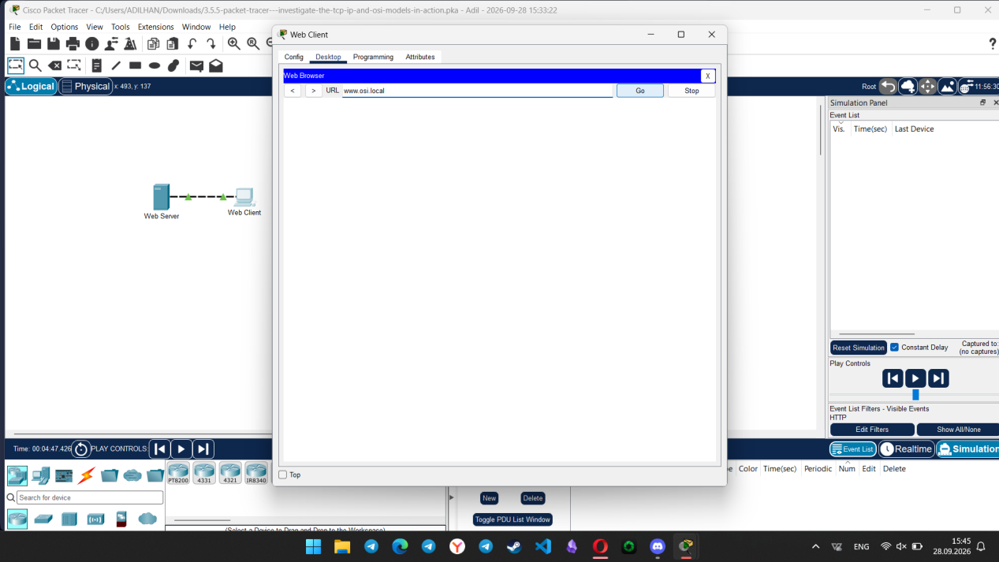 Cisco Packet Tracer - C:/Users/ADILHAN/Downloads/3.5.5-packet-tracer---investigate-the-tcp-ip-and-osi-models-in-action.pka - Adil - 2026-09-28 15:33:22
File Edit Options View Tools Extensions Window Help
Web Client
Config Desktop Programming Attributes
Web Browser X
< > URL www.osi.local Go Stop
Logical Physical x: 493, y: 137
Root 11:56:30
Simulation Panel
Event List
Vis. Time(sec) Last Device
Web Server
Web Client
Reset Simulation Constant Delay Captured to:
(no captures)
Play Controls
Event List Filters - Visible Events
HTTP
Edit Filters Show All/None
Time: 00:04:47.426 PLAY CONTROLS:
Event List Realtime Simulation
PT8200 4331 4321 IR8340
Top
Color Time(sec) Periodic Num Edit Delete
Search for device
New Delete
Toggle PDU List Window
(Select a Device to Drag and Drop to the Workspace)
ENG 15:45
28.09.2026